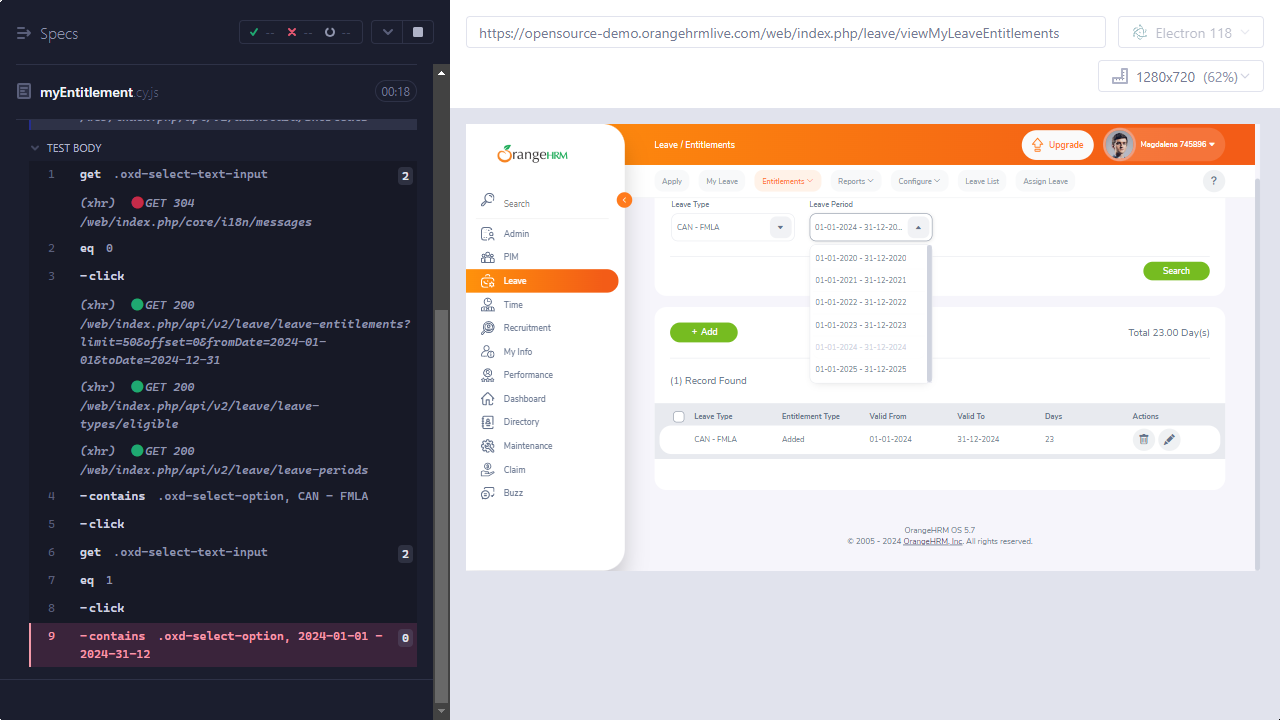 Specs
-- -- --
myEntitlement.cy.js
00:18
TEST BODY
1 get .oxd-select-text-input 2
(xhr) GET 304
/web/index.php/core/i18n/messages
2 eq 0
3 -click
(xhr) GET 200
/web/index.php/api/v2/leave/leave-entitlements?
limit=50&offset=0&fromDate=2024-01-
01&toDate=2024-12-31
(xhr) GET 200
/web/index.php/api/v2/leave/leave-
types/eligible
(xhr) GET 200
/web/index.php/api/v2/leave/leave-periods
4 -contains .oxd-select-option, CAN - FMLA
5 -click
6 get .oxd-select-text-input 2
7 eq 1
8 -click
9 -contains .oxd-select-option, 2024-01-01 - 0
2024-31-12
https://opensource-demo.orangehrmlive.com/web/index.php/leave/viewMyLeaveEntitlements
Electron 118
1280x720 (62%)
OrangeHRM
Search
Admin
PIM
Leave
Time
Recruitment
My Info
Performance
Dashboard
Directory
Maintenance
Claim
Buzz
Leave / Entitlements
Upgrade
Magdalena 745896
Apply My Leave Entitlements Reports Configure Leave List Assign Leave ?
Leave Type Leave Period
CAN - FMLA 01-01-2024 - 31-12-20...
01-01-2020 - 31-12-2020
01-01-2021 - 31-12-2021
01-01-2022 - 31-12-2022
01-01-2023 - 31-12-2023
01-01-2024 - 31-12-2024
01-01-2025 - 31-12-2025
Search
+ Add
Total 23.00 Day(s)
(1) Record Found
Leave Type Entitlement Type Valid From Valid To Days Actions
CAN - FMLA Added 01-01-2024 31-12-2024 23
OrangeHRM OS 5.7
© 2005 - 2024 OrangeHRM, Inc. All rights reserved.